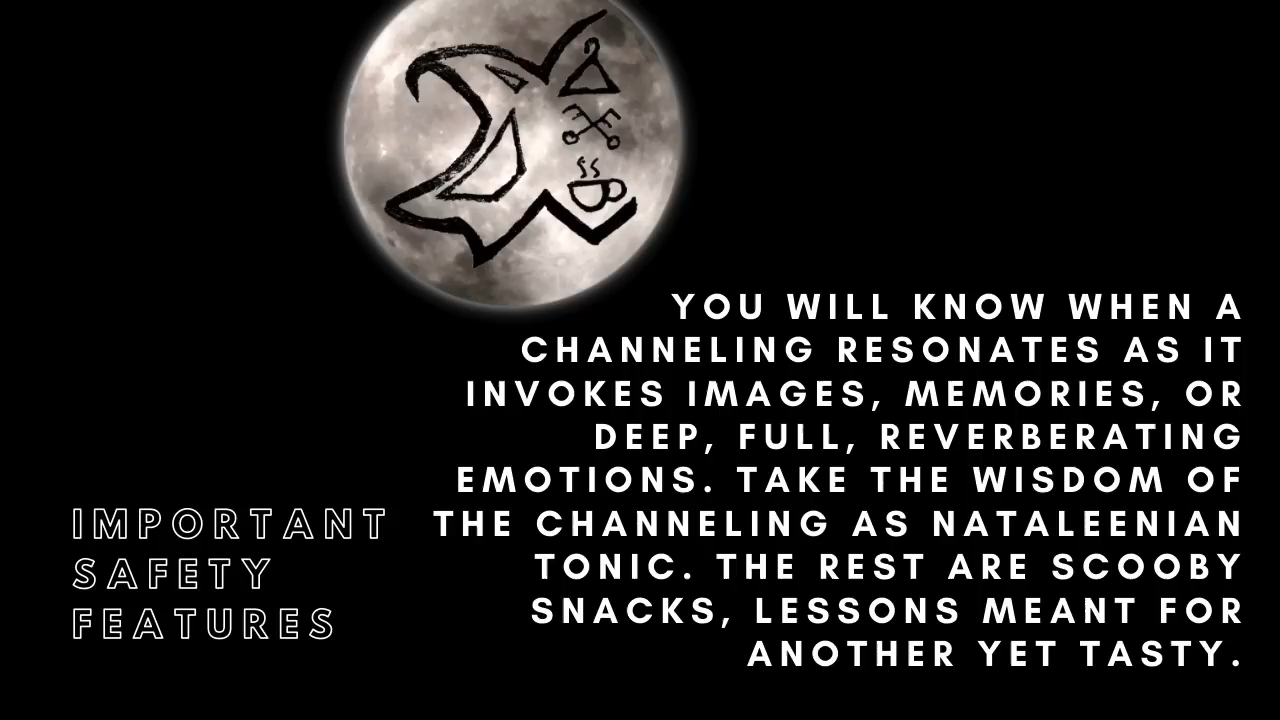 YOU WILL KNOW WHEN A
CHANNELING RESONATES AS IT
INVOKES IMAGES, MEMORIES, OR
DEEP, FULL, REVERBERATING
EMOTIONS. TAKE THE WISDOM OF
THE CHANNELING AS NATALEENIAN
TONIC. THE REST ARE SCOOBY
SNACKS, LESSONS MEANT FOR
ANOTHER YET TASTY.
IMPORTANT
SAFETY
FEATURES